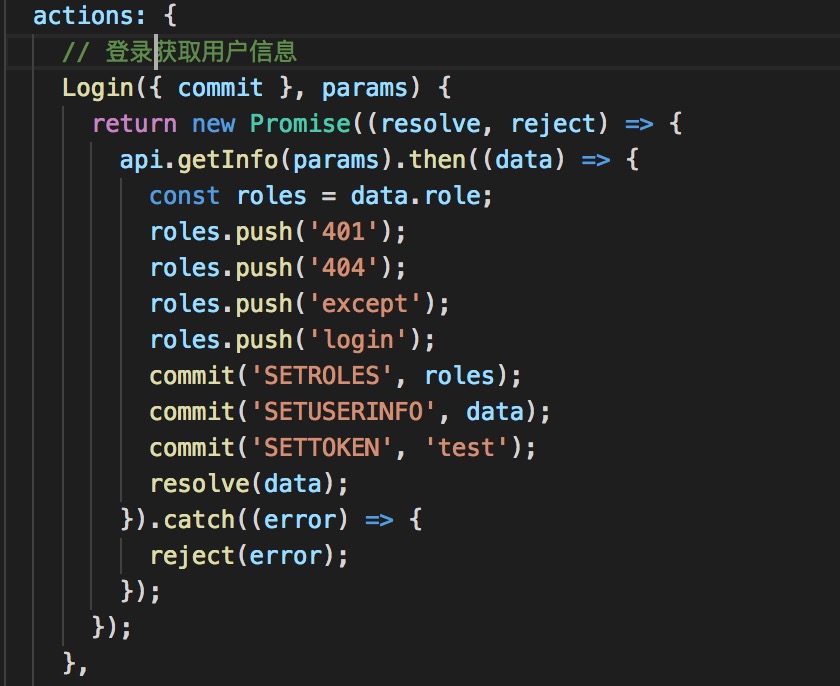 actions: {
// 登录获取用户信息
Login({ commit }, params) {
return new Promise((resolve, reject) => {
api.getInfo(params).then((data) => {
const roles = data.role;
roles.push('401');
roles.push('404');
roles.push('except');
roles.push('login');
commit('SETROLES', roles);
commit('SETUSERINFO', data);
commit('SETTOKEN', 'test');
resolve(data);
}).catch((error) => {
reject(error);
});
});
},